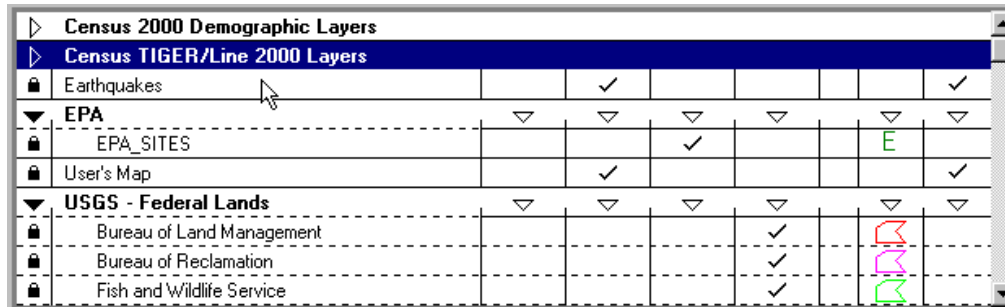 Census 2000 Demographic Layers
Census TIGER/Line 2000 Layers
Earthquakes
EPA
EPA_SITES E
User's Map
USGS - Federal Lands
Bureau of Land Management
Bureau of Reclamation
Fish and Wildlife Service